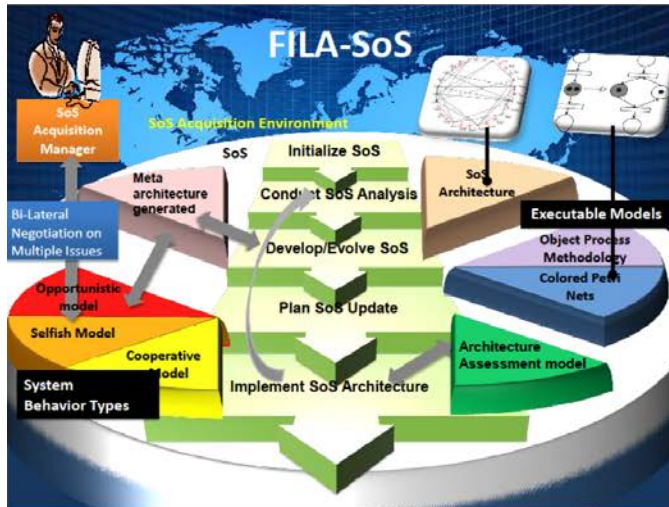 FILA-SoS
SoS
Acquisition
Manager
SoS Acquisition Environment
SoS
Initialize SoS
Meta
architecture
generated
Conduct SoS Analysis
SoS
Architecture
Bi-Lateral
Negotiation on
Multiple Issues
Executable Models
Develop/Evolve SoS
Object Process
Methodology
Colored Petri
Nets
Opportunistic
model
Plan SoS Update
Selfish Model
Cooperative
Model
Architecture
Assessment model
System
Behavior Types
Implement SoS Architecture